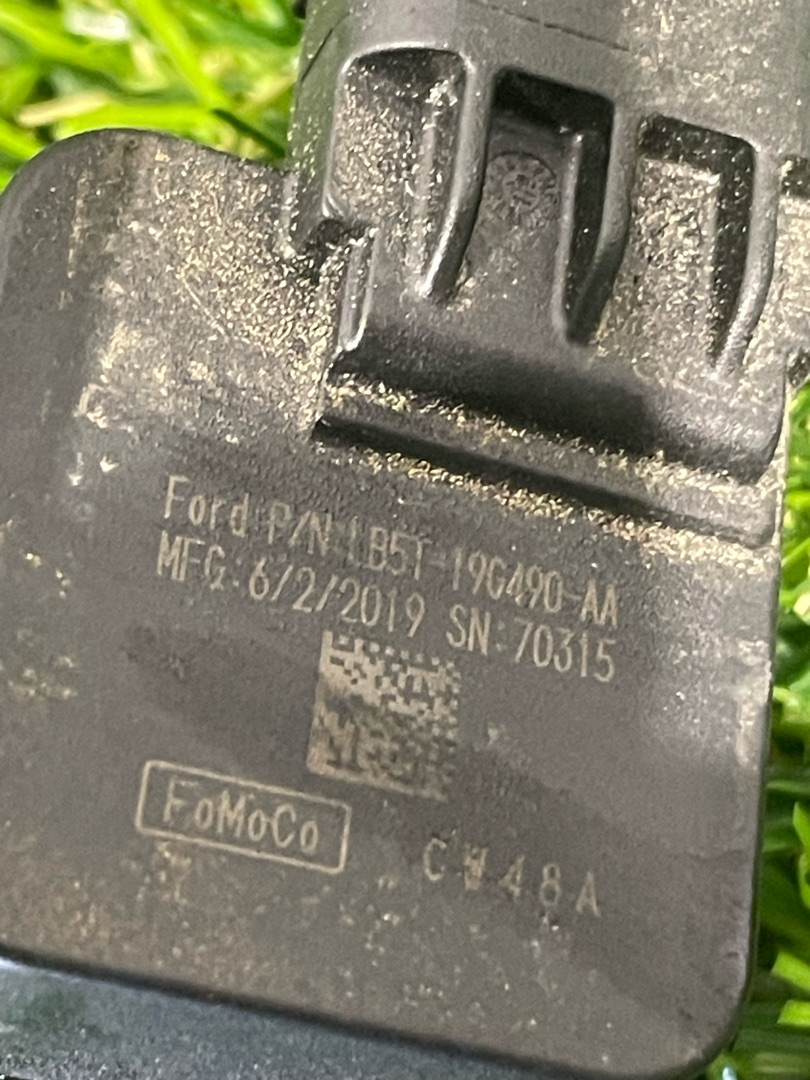 Ford P/N:LB5T-19G490-AA
MFG:6/2/2019 SN:70315
FoMoCo
CW48A